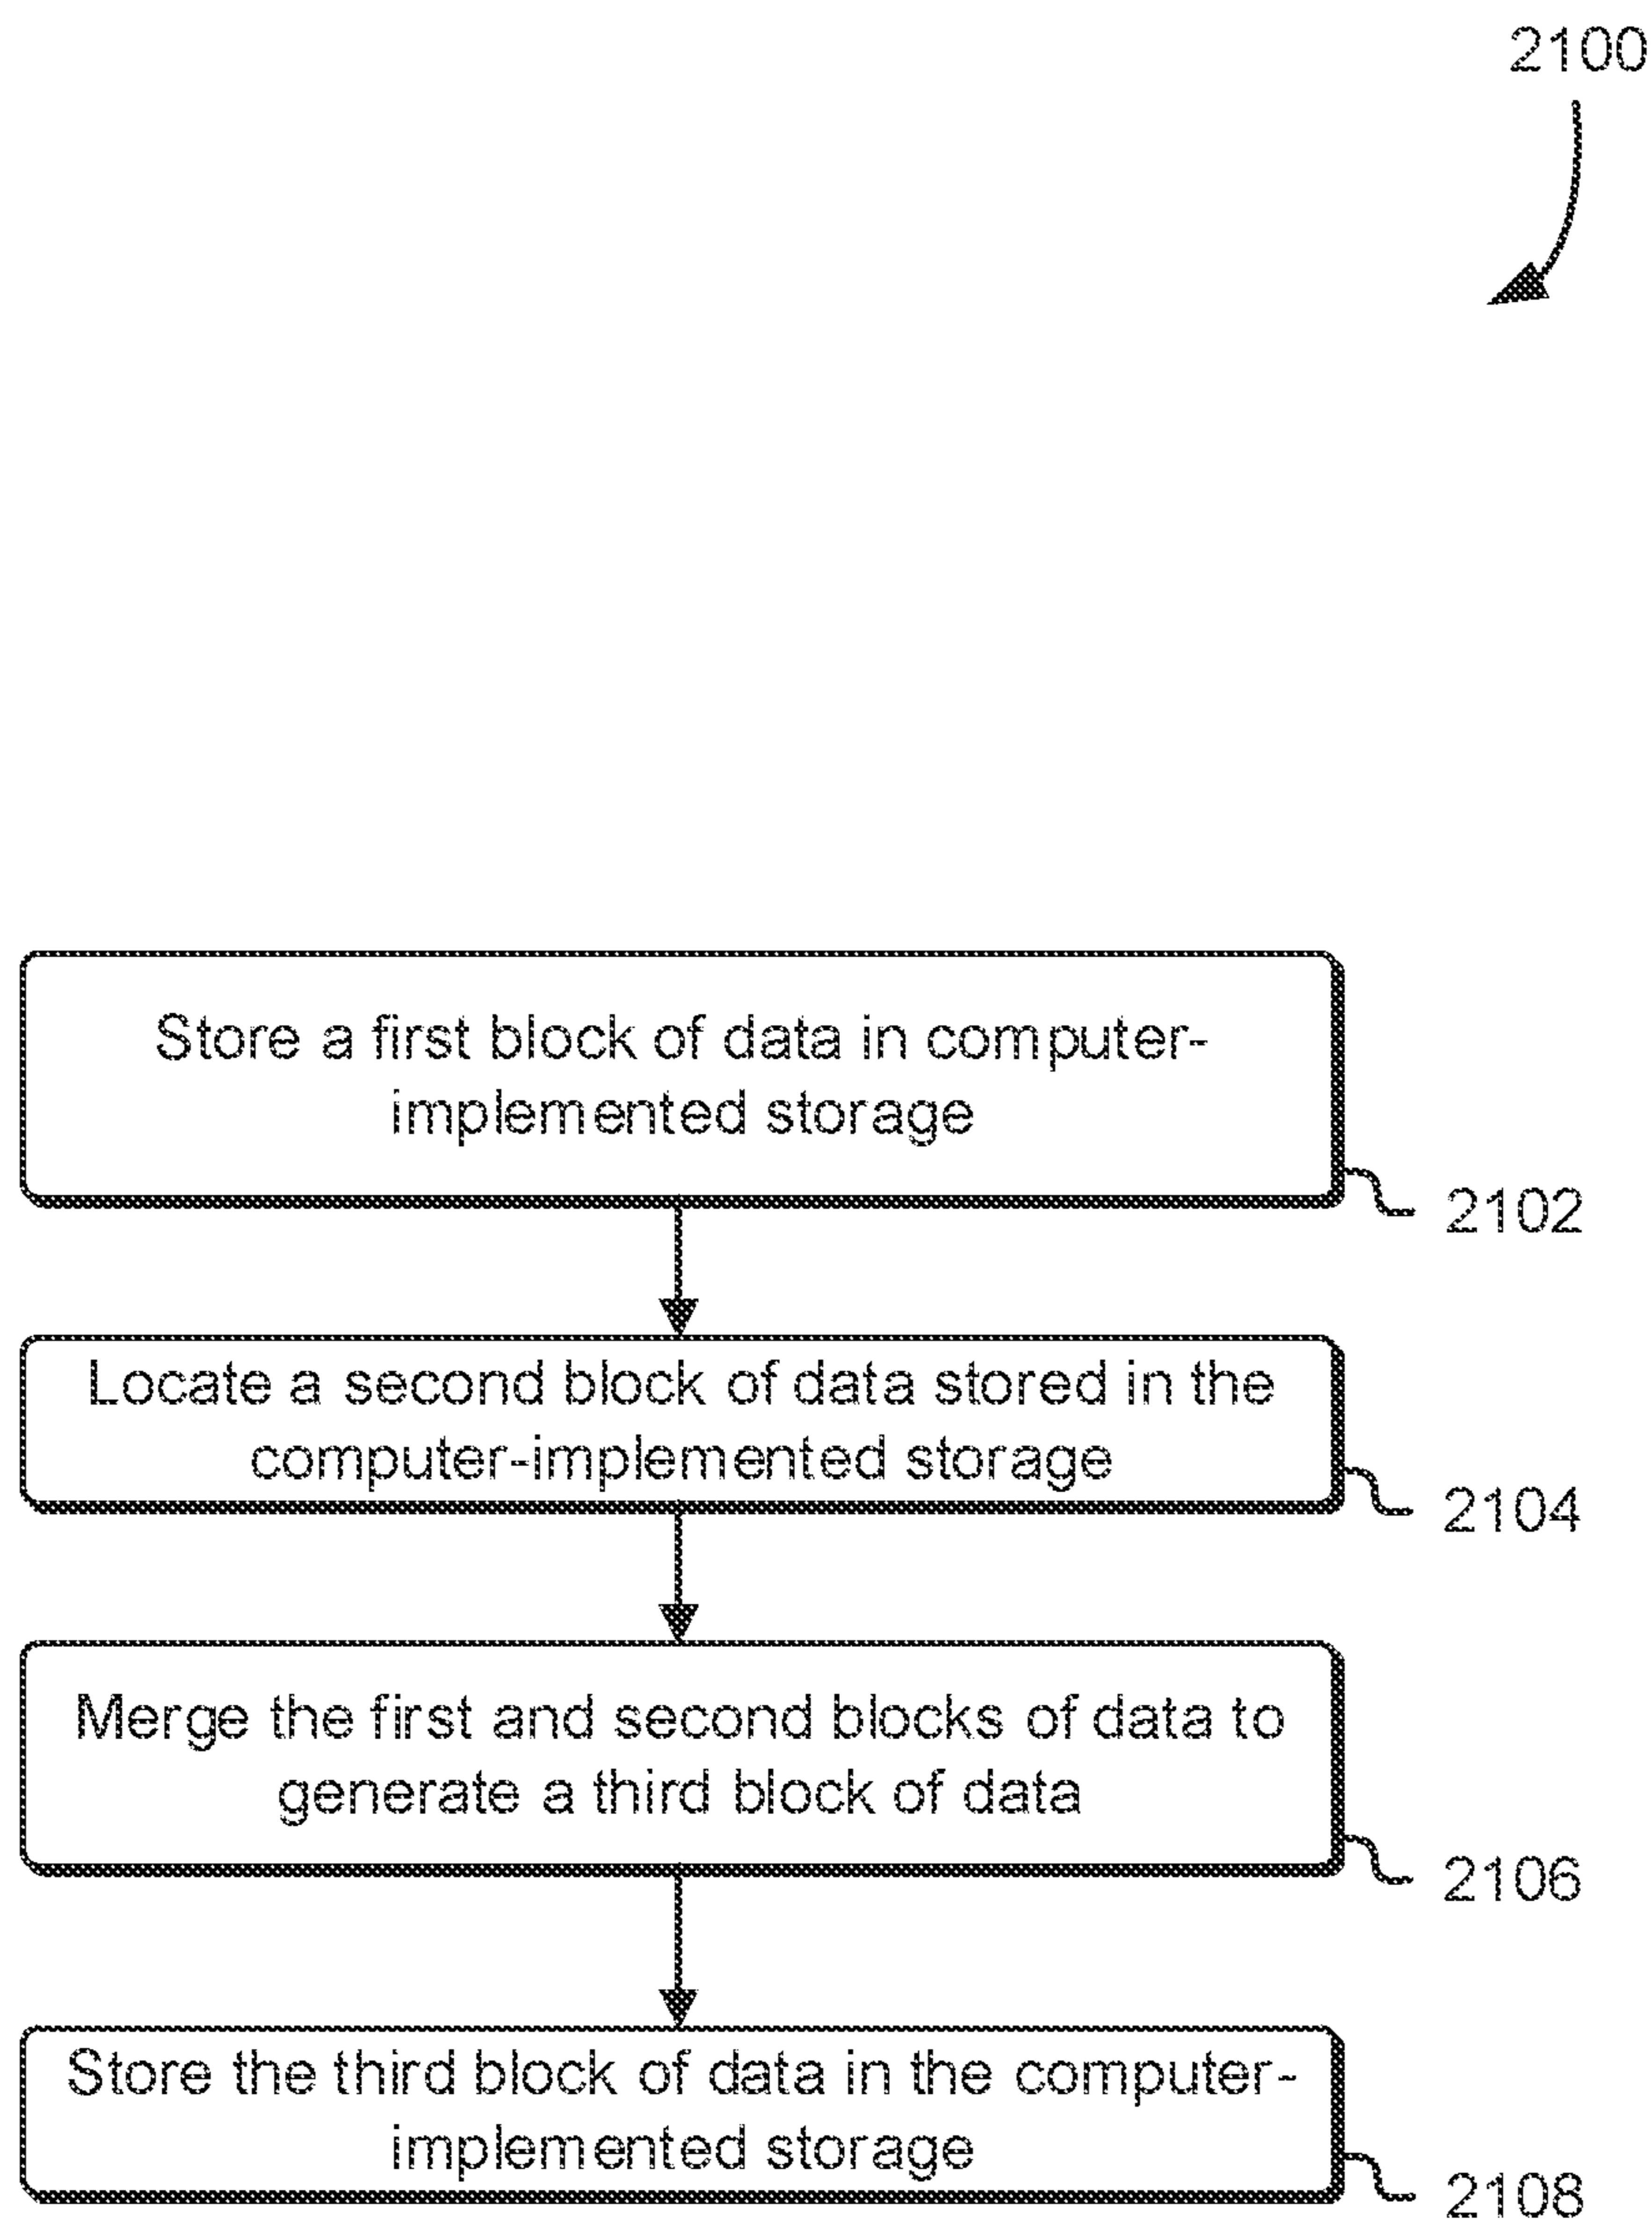 2100
Store a first block of data in computer-
implemented storage
2102
Locate a second block of data stored in the
computer-implemented storage
2104
Merge the first and second blocks of data to
generate a third block of data
2106
Store the third block of data in the computer-
implemented storage
2108